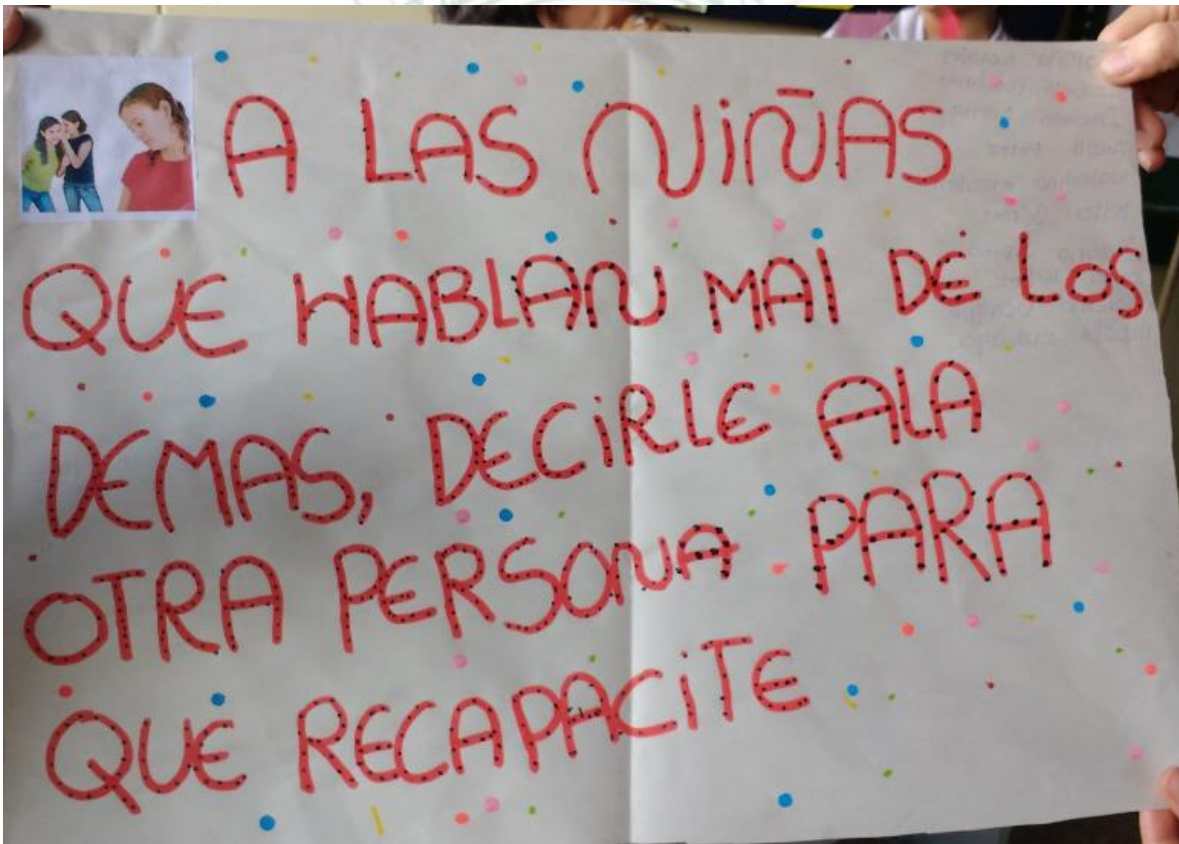 A LAS NIÑAS
QUE HABLAN MAl DE LOS
DEMAS, DECIRLE ALA
OTRA PERSONA PARA
QUE RECAPACITE